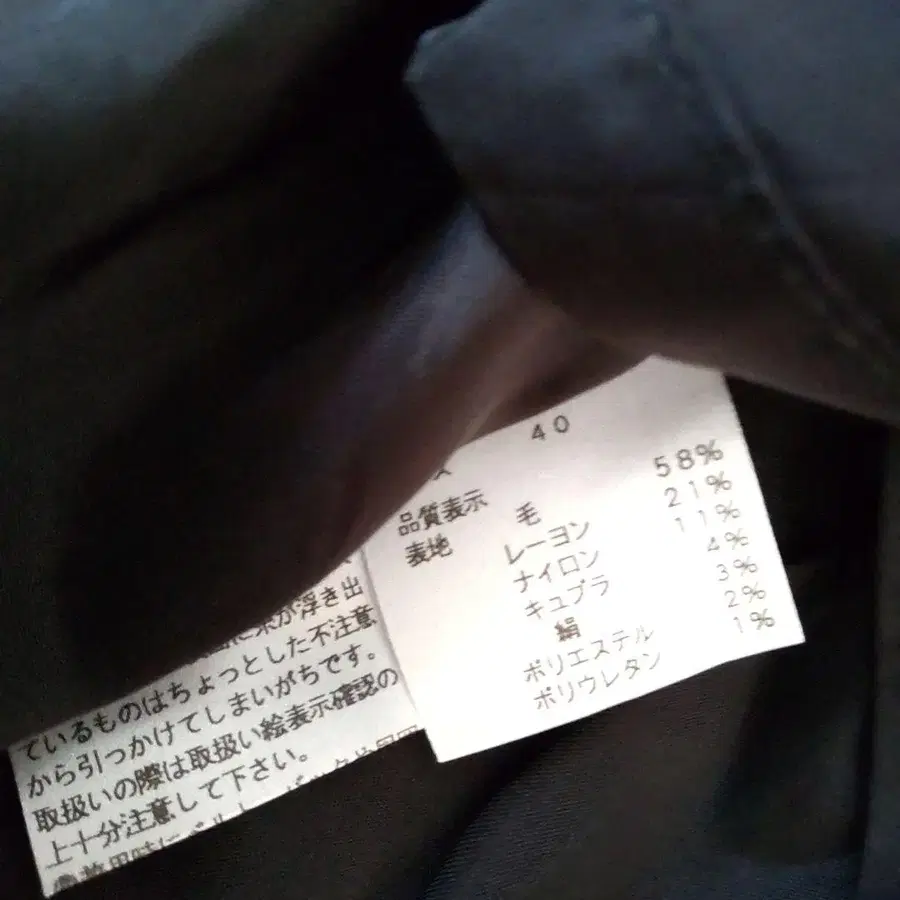 40
品質表示
表地 毛 58%
レーヨン 21%
ナイロン 11%
キュプラ 4%
絹 3%
ポリエステル 2%
ポリウレタン 1%
が浮き出
ているものはちょっとした不注意
から引っかけてしまいがちです。
取扱いの際は取扱い絵表示確認の
上十分注意して下さい。